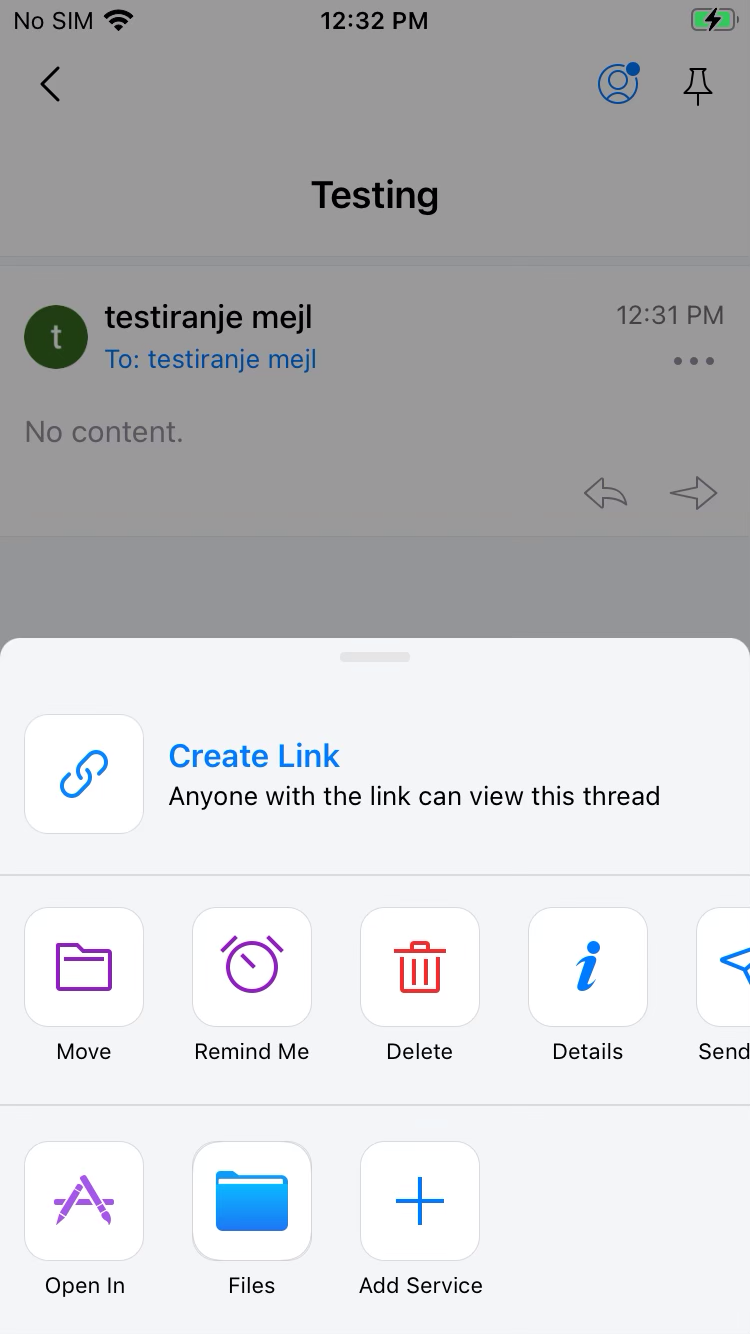 No SIM 12:32 PM
Testing
testiranje mejl 12:31 PM
t
To: testiranje mejl
No content.
Create Link
Anyone with the link can view this thread
Move Remind Me Delete Details Send
Open In Files Add Service